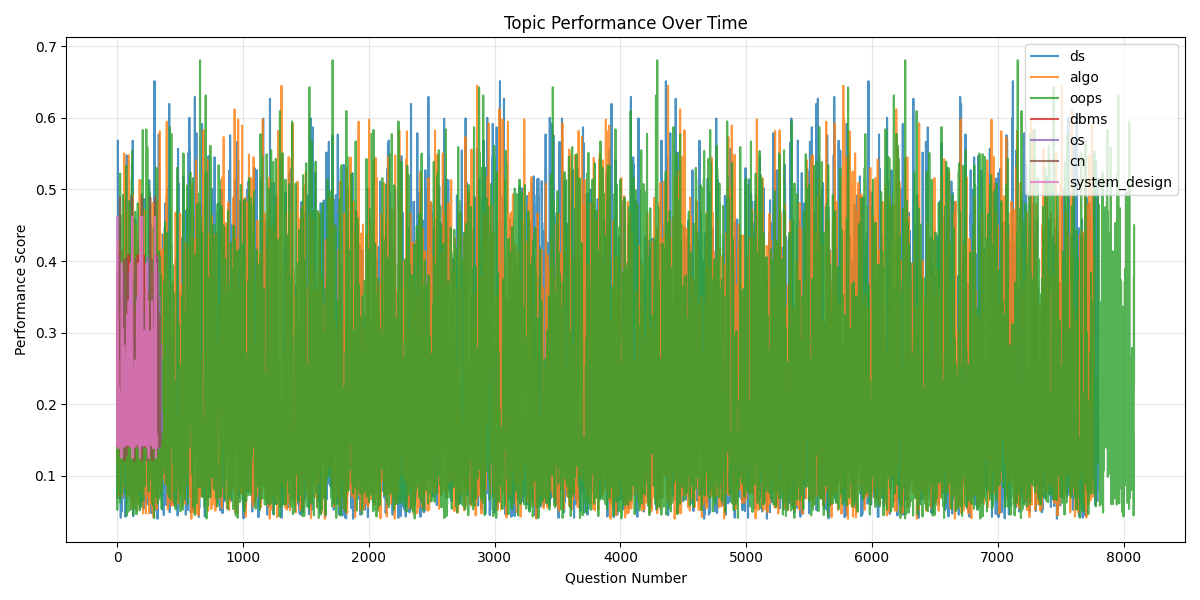 Topic Performance Over Time
0.7
0.6
0.5
0.4
0.3
0.2
0.1
Performance Score
ds
algo
oops
dbms
os
cn
system_design
0 1000 2000 3000 4000 5000 6000 7000 8000
Question Number